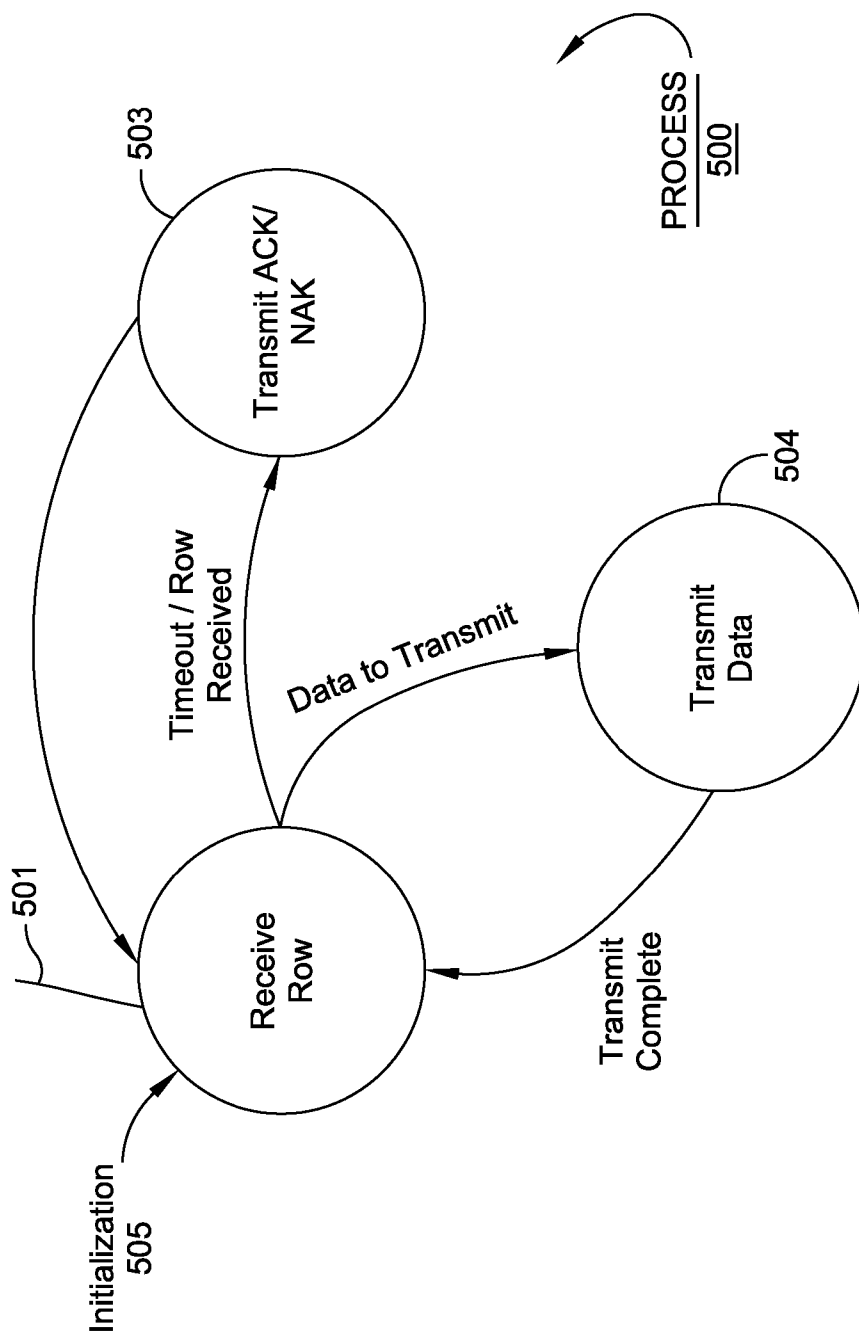 501
503
Initialization
505
Receive
Row
Timeout / Row
Received
Transmit ACK/
NAK
Data to Transmit
Transmit
Complete
Transmit
Data
504
PROCESS
500